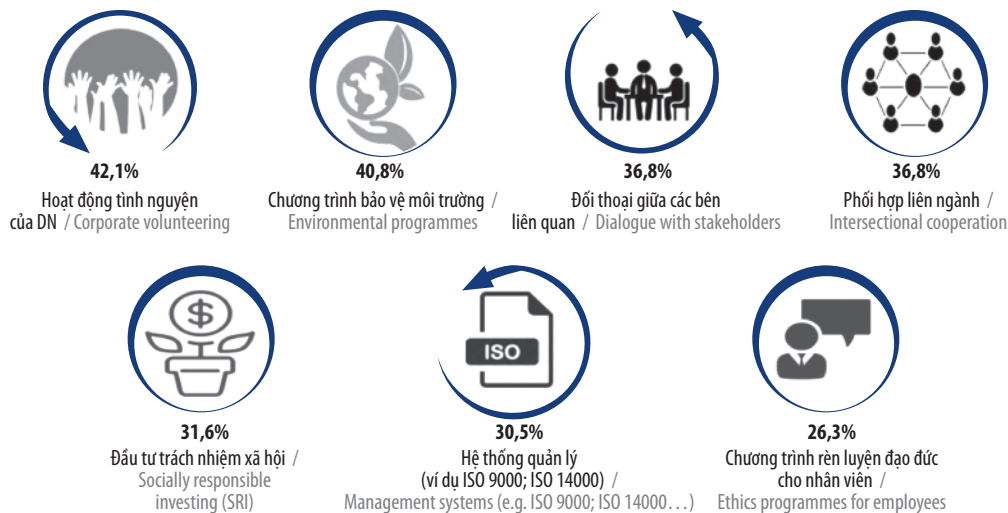 42,1%
Hoạt động tình nguyện
của DN / Corporate volunteering
40,8%
Chương trình bảo vệ môi trường /
Environmental programmes
36,8%
Đối thoại giữa các bên
liên quan / Dialogue with stakeholders
36,8%
Phối hợp liên ngành /
Intersectional cooperation
$
31,6%
Đầu tư trách nhiệm xã hội /
Socially responsible
investing (SRI)
ISO
30,5%
Hệ thống quản lý
(ví dụ ISO 9000; ISO 14000) /
Management systems (e.g. ISO 9000; ISO 14000…)
26,3%
Chương trình rèn luyện đạo đức
cho nhân viên /
Ethics programmes for employees